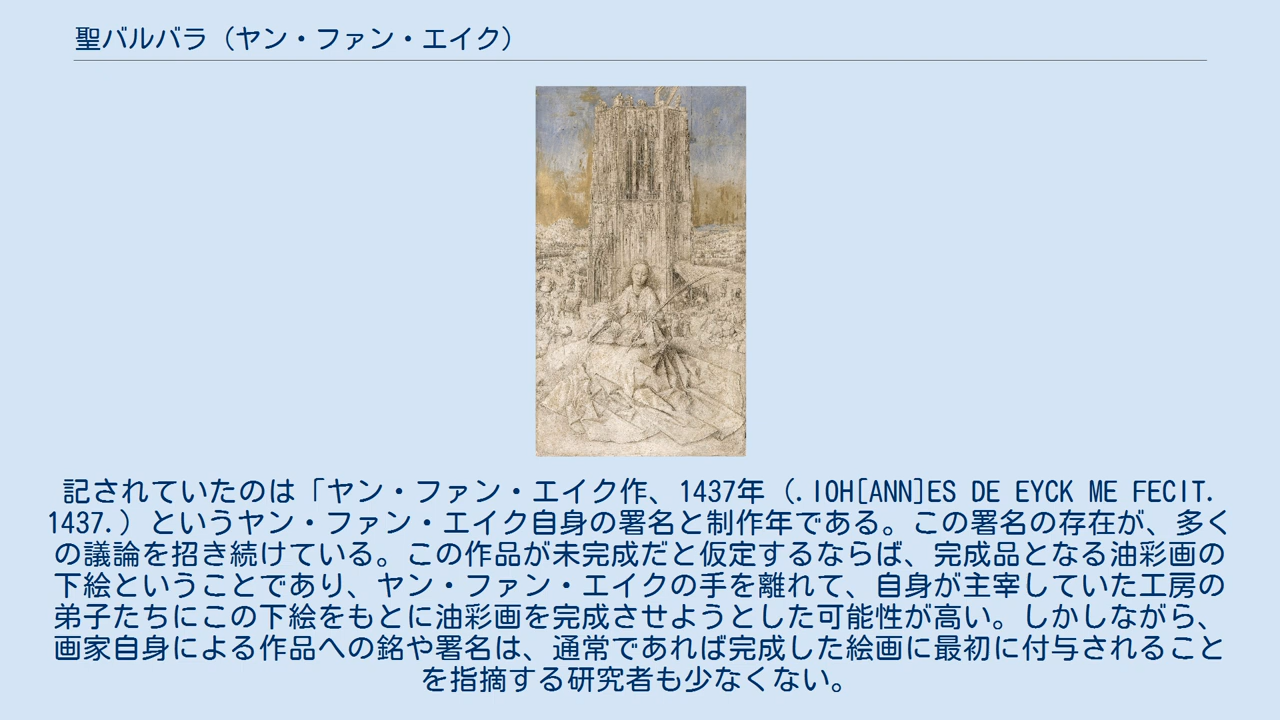 聖バルバラ（ヤン・ファン・エイク）
記されていたのは「ヤン・ファン・エイク作、1437年（.IOH[ANN]ES DE EYCK ME FECIT.
1437.）というヤン・ファン・エイク自身の署名と制作年である。この署名の存在が、多く
の議論を招き続けている。この作品が未完成だと仮定するならば、完成品となる油彩画の
下絵ということであり、ヤン・ファン・エイクの手を離れて、自身が主宰していた工房の
弟子たちにこの下絵をもとに油彩画を完成させようとした可能性が高い。しかしながら、
画家自身による作品への銘や署名は、通常であれば完成した絵画に最初に付与されること
を指摘する研究者も少なくない。